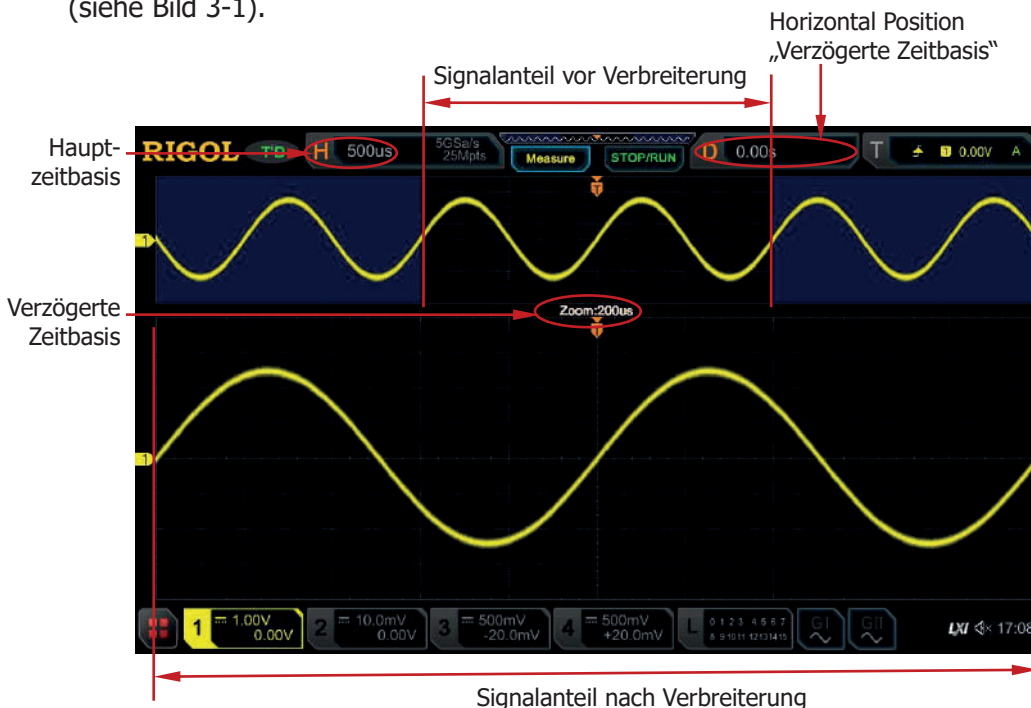 (siehe Bild 3-1).
Horizontal Position
„Verzögerte Zeitbasis“
Signalanteil vor Verbreiterung
Haupt-
zeitbasis
RIGOL T'D H 500us 5GSa/s
25Mpts
Measure STOP/RUN D 0.00s T 1 0.00V A
T
1
Verzögerte
Zeitbasis
Zoom:200us
T
1
1 1.00V
0.00V
2 10.0mV
0.00V
3 500mV
-20.0mV
4 500mV
+20.0mV
L 0 1 2 3 4 5 6 7
8 9 10 11 12 13 14 15
GI GII
LXI 17:08
Signalanteil nach Verbreiterung